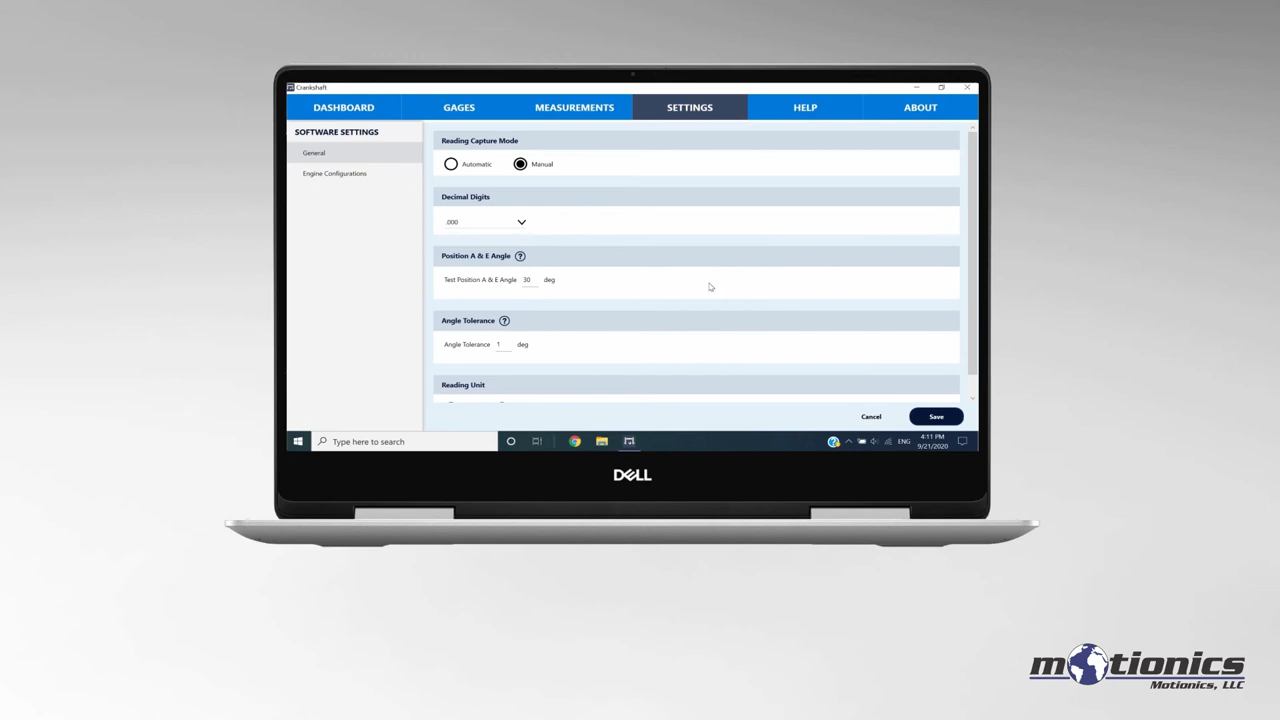 Crankshaft
DASHBOARD GAGES MEASUREMENTS SETTINGS HELP ABOUT
SOFTWARE SETTINGS
General
Engine Configurations
Reading Capture Mode
Automatic Manual
Decimal Digits
.000
Position A & E Angle ?
Test Position A & E Angle 30 deg
Angle Tolerance ?
Angle Tolerance 1 deg
Reading Unit
Cancel Save
Type here to search
ENG
4:11 PM
9/21/2020
DELL
motionics
Motionics, LLC